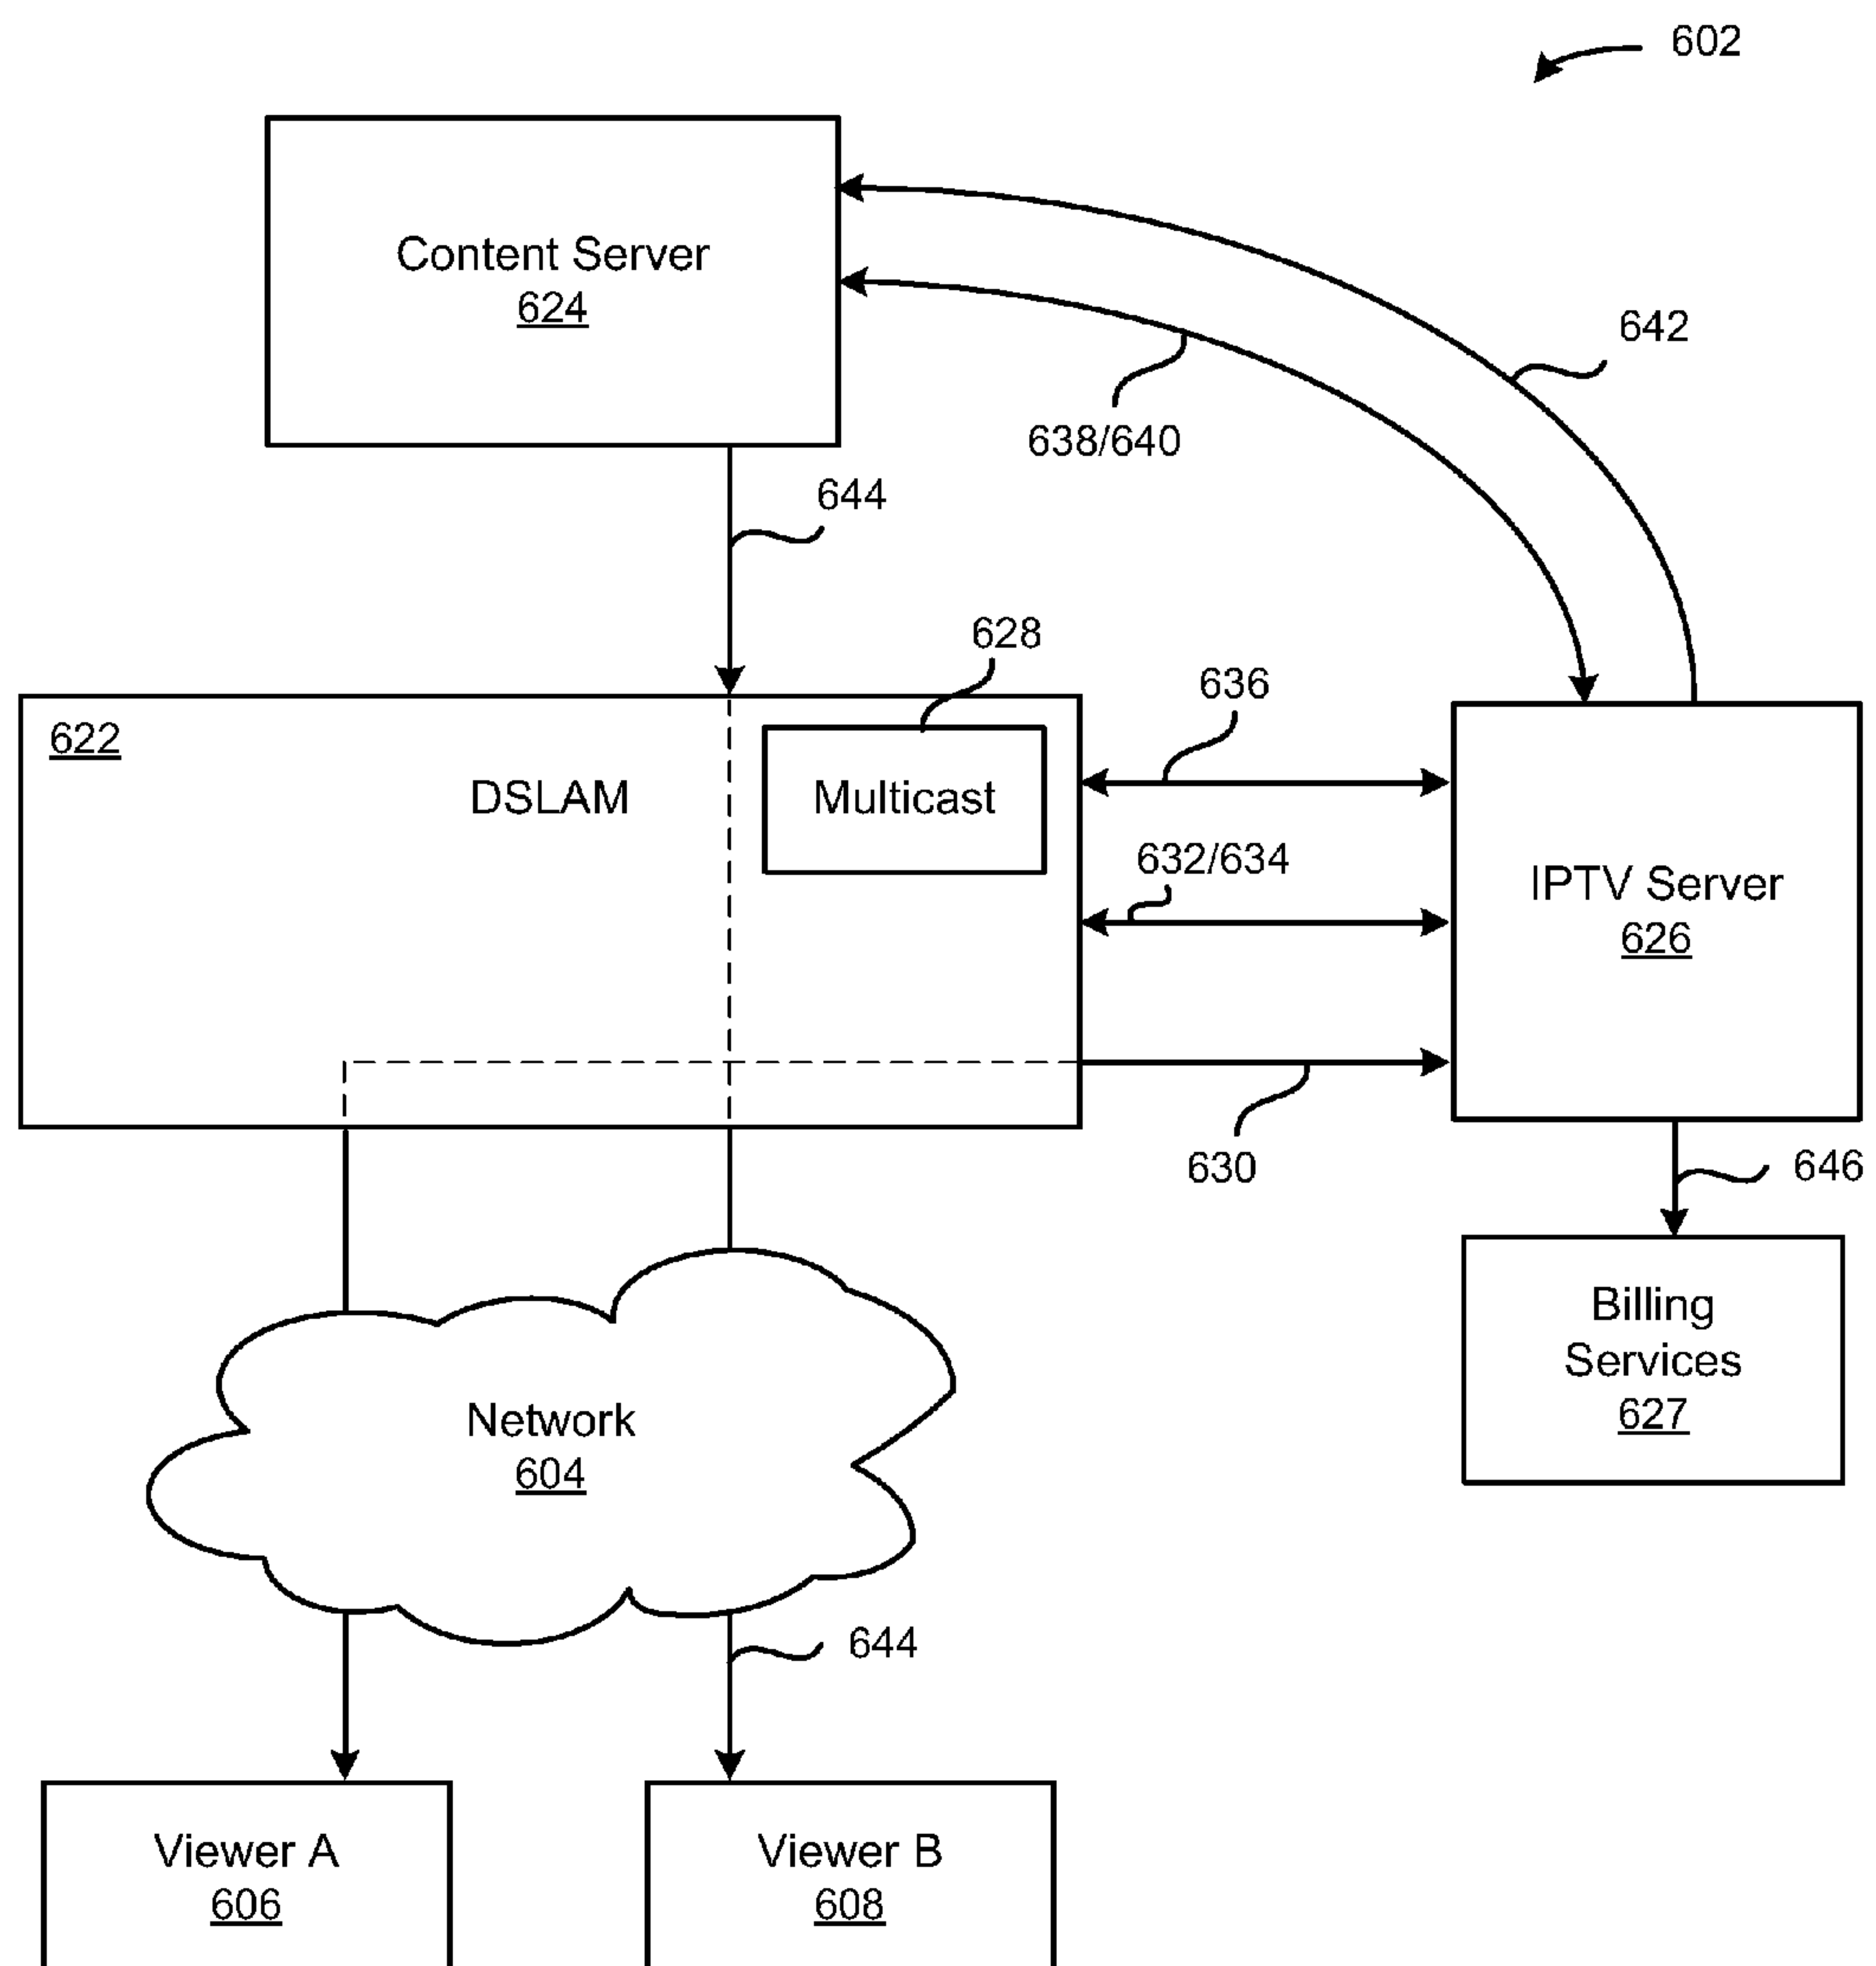 602
Content Server
624
642
638/640
644
628
636
622
DSLAM
Multicast
632/634
IPTV Server
626
630
646
Billing
Services
627
Network
604
644
Viewer A
606
Viewer B
608